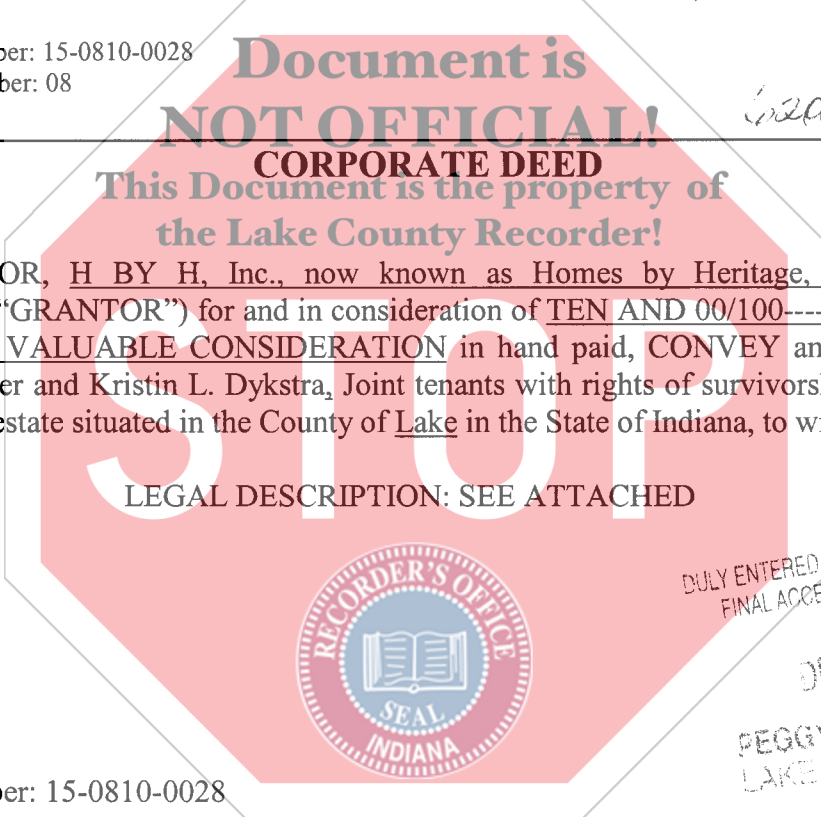 ber: 15-0810-0028
ber: 08
Document is
NOT OFFICIAL!
CORPORATE DEED
This Document is the property of
the Lake County Recorder!
OR, H BY H, Inc., now known as Homes by Heritage,
“GRANTOR”) for and in consideration of TEN AND 00/100----
VALUABLE CONSIDERATION in hand paid, CONVEY an
er and Kristin L. Dykstra, Joint tenants with rights of survivorsh
estate situated in the County of Lake in the State of Indiana, to wi
STOP
LEGAL DESCRIPTION: SEE ATTACHED
DULY ENTERED
FINAL ACCE
RECORDER'S OFFICE
SEAL
INDIANA
PEGGY
LAKE
ber: 15-0810-0028